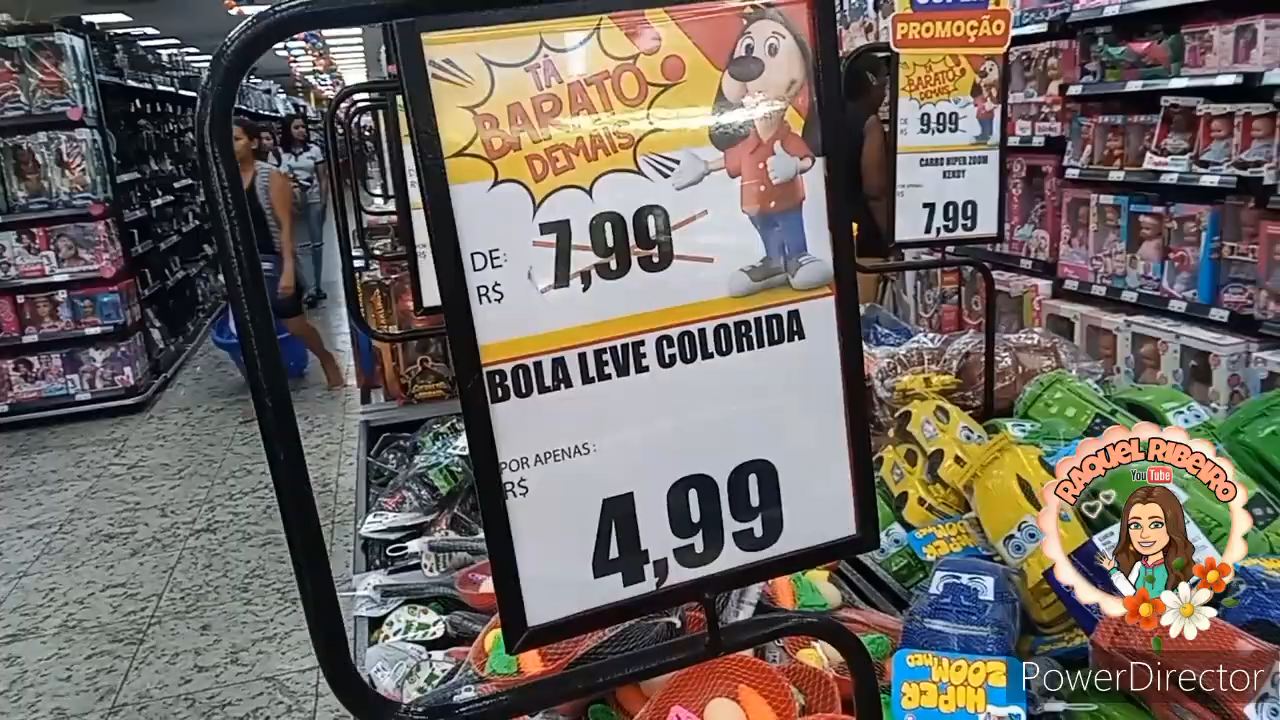 TÁ
BARATO
DEMAIS
DE:
R$
7,99
BOLA LEVE COLORIDA
POR APENAS:
R$
4,99
PROMOÇÃO
BARATO
DEMAIS
9,99
CARRO HIPER ZOOM
KENDY
7,99
RAQUEL RIBEIRO
YouTube
HIPER
ZOOM
PowerDirector